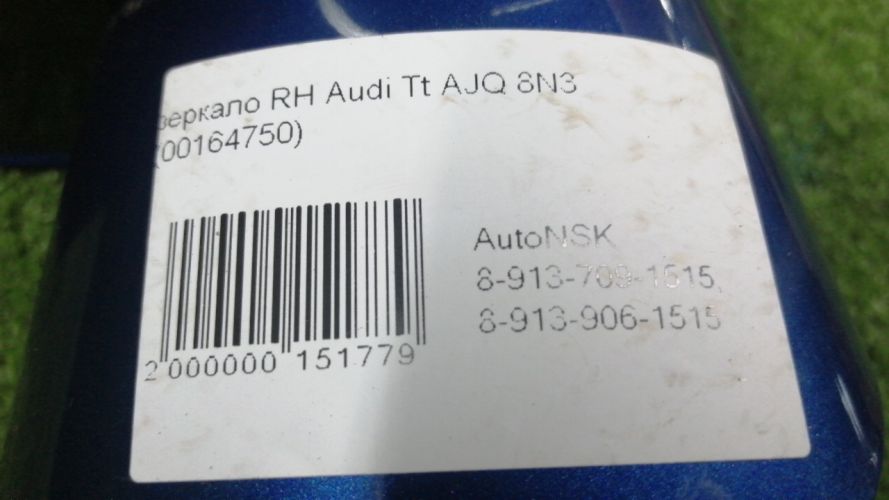 зеркало RH Audi Tt AJQ 8N3
(00164750)
AutoNSK
8-913-709-1515,
8-913-906-1515
2 000000 151779